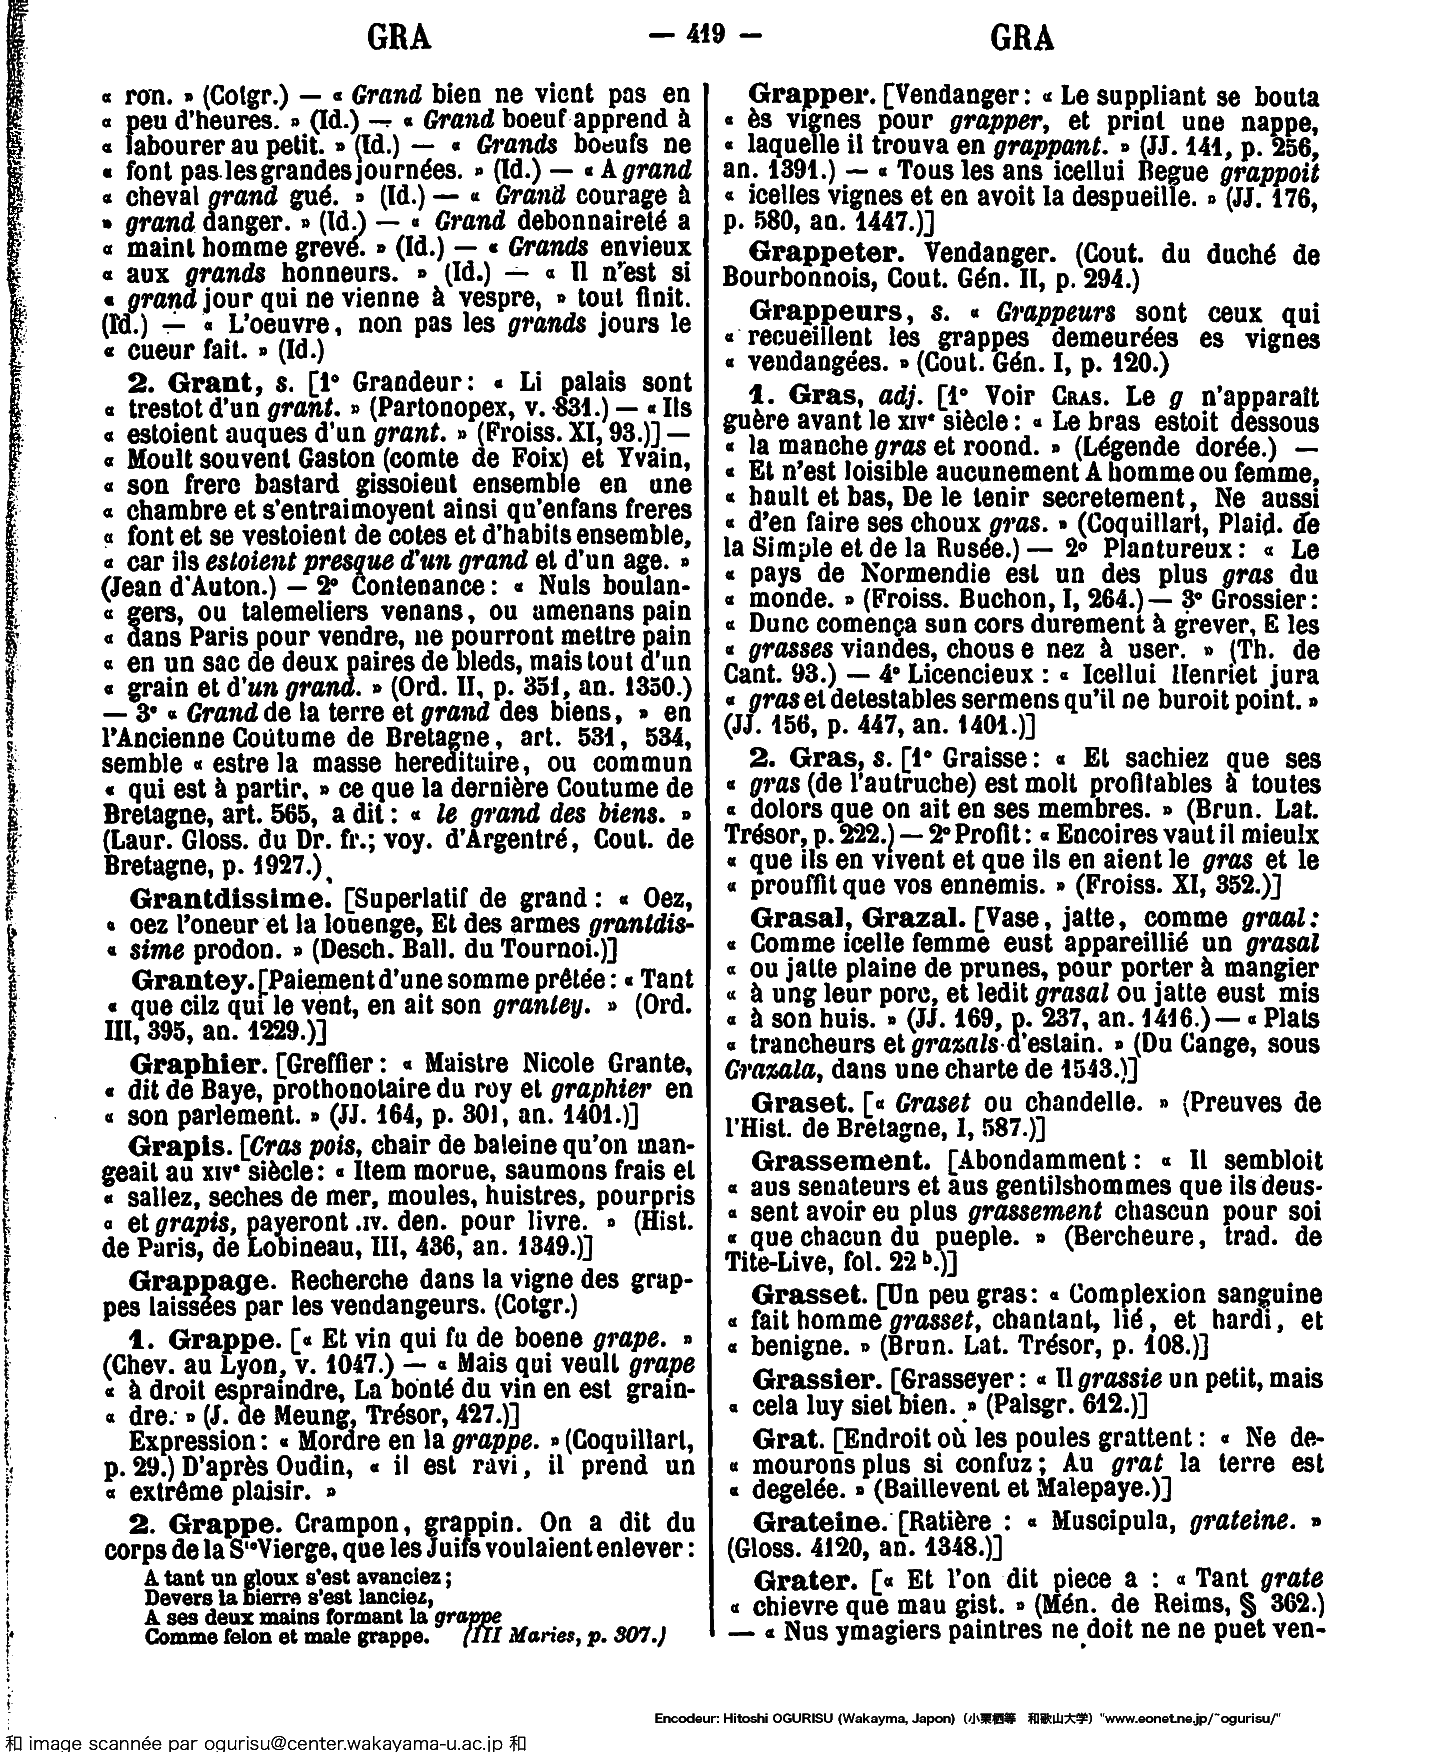 GRA — 419 — GRA
« ron. » (Cotgr.) — « Grand bien ne vient pas en
« peu d'heures. » (Id.) — « Grand boeuf apprend à
« labourer au petit. » (Id.) — « Grands boeufs ne
« font pas les grandes journées. » (Id.) — « A grand
« cheval grand gué. » (Id.) — « Grand courage à
» grand danger. » (Id.) — « Grand debonnaireté a
« maint homme grevé. » (Id.) — « Grands envieux
« aux grands honneurs. » (Id.) — « Il n'est si
« grand jour qui ne vienne à vespre, » tout finit.
(Id.) — « L'oeuvre, non pas les grands jours le
« cueur fait. » (Id.)
2. Grant, s. [1° Grandeur : « Li palais sont
« trestot d'un grant. » (Partonopex, v. 831.) — « Ils
« estoient auques d'un grant. » (Froiss. XI, 93.)] —
« Moult souvent Gaston (comte de Foix) et Yvain,
« son frere bastard gissoient ensemble en une
« chambre et s'entraimoyent ainsi qu'enfans freres
« font et se vestoient de cotes et d'habits ensemble,
« car ils estoient presque d'un grand et d'un age. »
(Jean d'Auton.) — 2° Contenance : « Nuls boulan-
« gers, ou talemeliers venans, ou amenans pain
« dans Paris pour vendre, ne pourront mettre pain
« en un sac de deux paires de bleds, mais tout d'un
« grain et d'un grand. » (Ord. II, p. 351, an. 1350.)
— 3° « Grand de la terre et grand des biens, » en
l'Ancienne Coutume de Bretagne, art. 531, 534,
semble « estre la masse hereditaire, ou commun
« qui est à partir, » ce que la dernière Coutume de
Bretagne, art. 565, a dit : « le grand des biens. »
(Laur. Gloss. du Dr. fr.; voy. d'Argentré, Cout. de
Bretagne, p. 1927.)
Grantdissime. [Superlatif de grand : « Oez,
« oez l'oneur et la louenge, Et des armes grantdis-
« sime prodon. » (Desch. Ball. du Tournoi.)]
Grantey. [Paiement d'une somme prêtée : « Tant
« que cilz qui le vent, en ait son grantey. » (Ord.
III, 395, an. 1229.)]
Graphier. [Greffier : « Maistre Nicole Grante,
« dit de Baye, prothonotaire du roy et graphier en
« son parlement. » (JJ. 164, p. 301, an. 1401.)]
Grapis. [Cras pois, chair de baleine qu'on man-
geait au XIVe siècle : « Item morue, saumons frais et
« sallez, seches de mer, moules, huistres, pourpris
« et grapis, payeront .IV. den. pour livre. » (Hist.
de Paris, de Lobineau, III, 436, an. 1349.)]
Grappage. Recherche dans la vigne des grap-
pes laissées par les vendangeurs. (Cotgr.)
1. Grappe. [« Et vin qui fu de boene grape. »
(Chev. au Lyon, v. 1047.) — « Mais qui veult grape
« à droit espraindre, La bonté du vin en est grain-
« dre. » (J. de Meung, Trésor, 427.)]
Expression : « Mordre en la grappe. » (Coquillart,
p. 29.) D'après Oudin, « il est ravi, il prend un
« extrême plaisir. »
2. Grappe. Crampon, grappin. On a dit du
corps de la Ste Vierge, que les Juifs voulaient enlever :
A tant un gloux s'est avanciez ;
Devers la bierre s'est lanciez,
A ses deux mains formant la grappe
Comme felon et male grappe. (III Maries, p. 307.)
Grapper. [Vendanger : « Le suppliant se bouta
« ès vignes pour grapper, et print une nappe,
« laquelle il trouva en grappant. » (JJ. 141, p. 256,
an. 1391.) — « Tous les ans icellui Regue grappoit
« icelles vignes et en avoit la despueille. » (JJ. 176,
p. 580, an. 1447.)]
Grappeter. Vendanger. (Cout. du duché de
Bourbonnois, Cout. Gén. II, p. 294.)
Grappeurs, s. « Grappeurs sont ceux qui
« recueillent les grappes demeurées es vignes
« vendangées. » (Cout. Gén. I, p. 120.)
1. Gras, adj. [1° Voir CRAS. Le g n'apparaît
guère avant le XIVe siècle : « Le bras estoit dessous
« la manche gras et roond. » (Légende dorée.) —
« Et n'est loisible aucunement A homme ou femme,
« hault et bas, De le tenir secretement, Ne aussi
« d'en faire ses choux gras. » (Coquillart, Plaid. de
la Simple et de la Rusée.) — 2° Plantureux : « Le
« pays de Normendie est un des plus gras du
« monde. » (Froiss. Buchon, I, 264.) — 3° Grossier :
« Dunc comença sun cors durement à grever, E les
« grasses viandes, chous e nez à user. » (Th. de
Cant. 93.) — 4° Licencieux : « Icellui Henriet jura
« gras et detestables sermens qu'il ne buroit point. »
(JJ. 156, p. 447, an. 1401.)]
2. Gras, s. [1° Graisse : « Et sachiez que ses
« gras (de l'autruche) est molt profitables à toutes
« dolors que on ait en ses membres. » (Brun. Lat.
Trésor, p. 222.) — 2° Profit : « Encoires vaut il mieulx
« que ils en vivent et que ils en aient le gras et le
« prouffit que vos ennemis. » (Froiss. XI, 352.)]
Grasal, Grazal. [Vase, jatte, comme graal :
« Comme icelle femme eust appareillié un grasal
« ou jatte plaine de prunes, pour porter à mangier
« à ung leur porc, et ledit grasal ou jatte eust mis
« à son huis. » (JJ. 169, p. 237, an. 1416.) — « Plats
« trancheurs et grazals d'estain. » (Du Cange, sous
Grazala, dans une charte de 1543.)]
Graset. [« Graset ou chandelle. » (Preuves de
l'Hist. de Bretagne, I, 587.)]
Grassement. [Abondamment : « Il sembloit
« aus senateurs et aus gentilshommes que ils deus-
« sent avoir eu plus grassement chascun pour soi
« que chacun du pueple. » (Bercheure, trad. de
Tite-Live, fol. 22 b.)]
Grasset. [Un peu gras : « Complexion sanguine
« fait homme grasset, chantant, lié, et hardi, et
« benigne. » (Brun. Lat. Trésor, p. 108.)]
Grassier. [Grasseyer : « Il grassie un petit, mais
« cela luy siet bien. » (Palsgr. 612.)]
Grat. [Endroit où les poules grattent : « Ne de-
« mourons plus si confuz ; Au grat la terre est
« degelée. » (Baillevent et Malepaye.)]
Grateine. [Ratière : « Muscipula, grateine. »
(Gloss. 4120, an. 1348.)]
Grater. [« Et l'on dit piece a : « Tant grate
« chievre que mau gist. » (Mén. de Reims, § 362.)
— « Nus ymagiers paintres ne doit ne ne puet ven-
Encodeur: Hitoshi OGURISU (Wakayma, Japon) (小栗栖等 和歌山大学) "www.eonet.ne.jp/~ogurisu/"
和 image scannée par ogurisu@center.wakayama-u.ac.jp 和